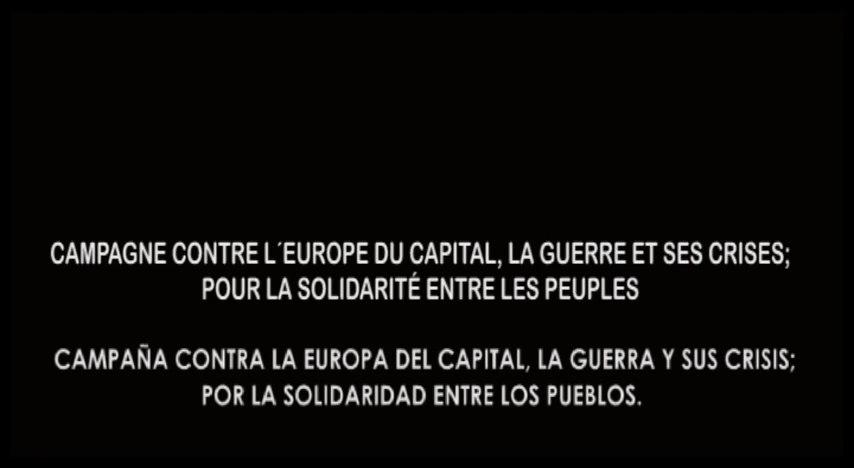 CAMPAGNE CONTRE L´EUROPE DU CAPITAL, LA GUERRE ET SES CRISES;
POUR LA SOLIDARITÉ ENTRE LES PEUPLES
CAMPAÑA CONTRA LA EUROPA DEL CAPITAL, LA GUERRA Y SUS CRISIS;
POR LA SOLIDARIDAD ENTRE LOS PUEBLOS.